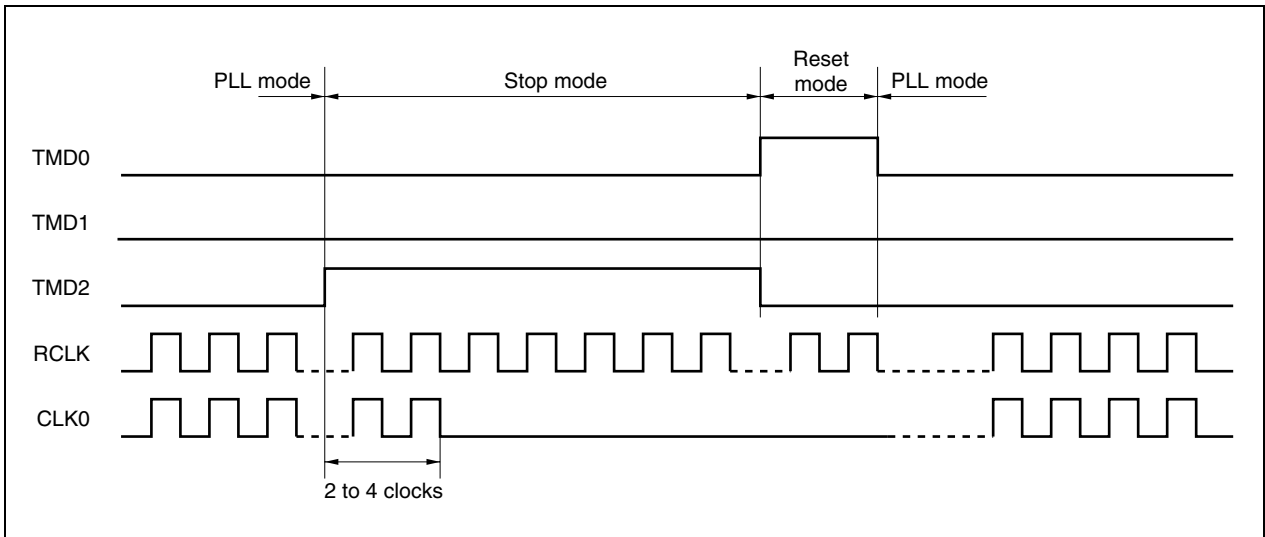 Reset
PLL mode Stop mode mode PLL mode
TMD0
TMD1
TMD2
RCLK
CLK0
2 to 4 clocks